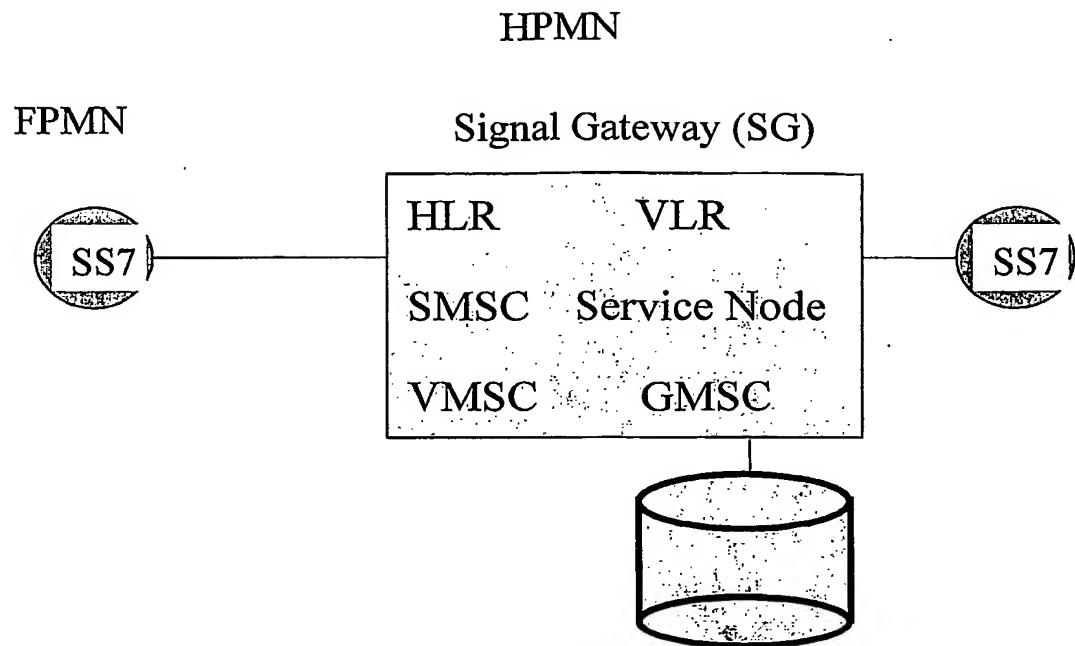 HPMN
FPMN
Signal Gateway (SG)
HLR VLR
SS7
SS7
SMSC Service Node
VMSC GMSC